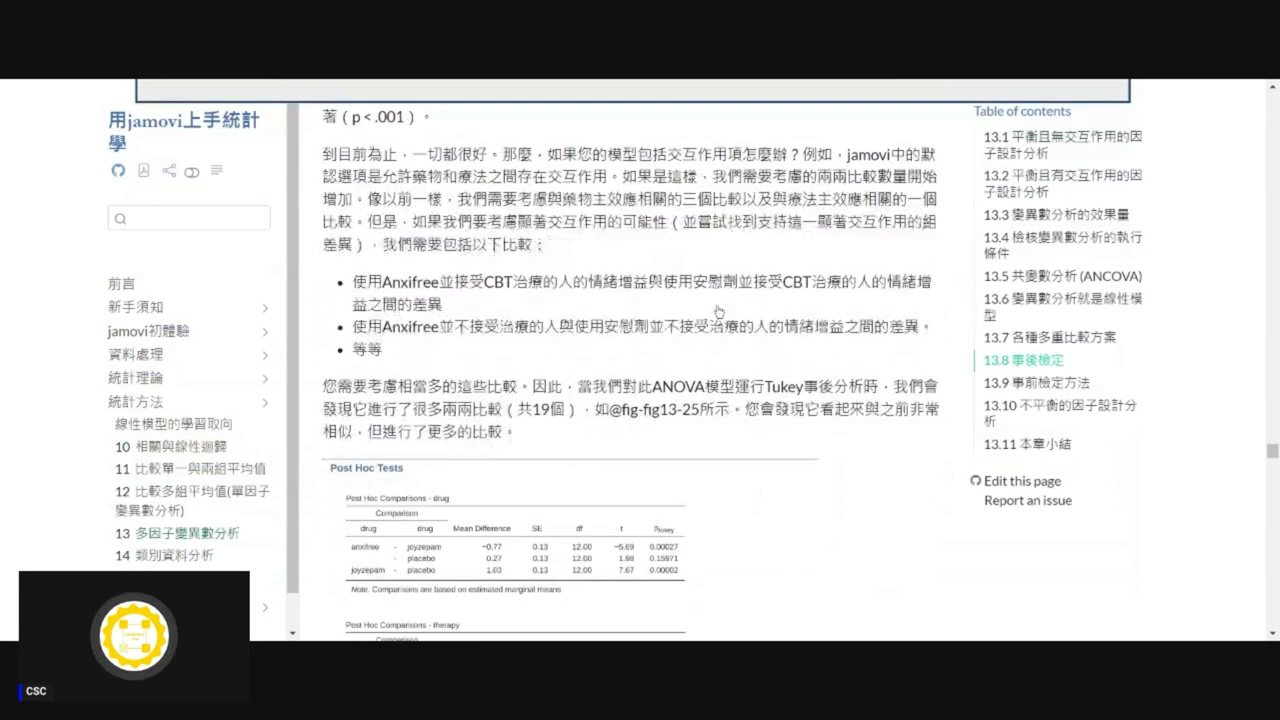 用jamovi上手統計
學
前言
新手須知
jamovi初體驗
資料處理
統計理論
統計方法
線性模型的學習取向
10 相關與線性迴歸
11 比較單一與兩組平均值
12 比較多組平均值(單因子
變異數分析)
13 多因子變異數分析
14 類別資料分析
著（p < .001）。
到目前為止，一切都很好。那麼，如果您的模型包括交互作用項怎麼辦？例如，jamovi中的默
認選項是允許藥物和療法之間存在交互作用。如果是這樣，我們需要考慮的兩兩比較數量開始
增加。像以前一樣，我們需要考慮與藥物主效應相關的三個比較以及與療法主效應相關的一個
比較。但是，如果我們要考慮顯著交互作用的可能性（並嘗試找到支持這一顯著交互作用的組
差異），我們需要包括以下比較：
• 使用Anxifree並接受CBT治療的人的情緒增益與使用安慰劑並接受CBT治療的人的情緒增
益之間的差異
• 使用Anxifree並不接受治療的人與使用安慰劑並不接受治療的人的情緒增益之間的差異。
• 等等
您需要考慮相當多的這些比較。因此，當我們對此ANOVA模型運行Tukey事後分析時，我們會
發現它進行了很多兩兩比較（共19個），如@fig-fig13-25所示。您會發現它看起來與之前非常
相似，但進行了更多的比較。
Post Hoc Tests
Post Hoc Comparisons - drug
Comparison
drug drug Mean Difference SE df t Ptukey
anxifree - joyzepam −0.77 0.13 12.00 −5.69 0.00027
- placebo 0.27 0.13 12.00 1.98 0.15971
joyzepam - placebo 1.03 0.13 12.00 7.67 0.00002
Note. Comparisons are based on estimated marginal means
Post Hoc Comparisons - therapy
Comparison
Table of contents
13.1 平衡且無交互作用的因
子設計分析
13.2 平衡且有交互作用的因
子設計分析
13.3 變異數分析的效果量
13.4 檢核變異數分析的執行
條件
13.5 共變數分析 (ANCOVA)
13.6 變異數分析就是線性模
型
13.7 各種多重比較方案
13.8 事後檢定
13.9 事前檢定方法
13.10 不平衡的因子設計分
析
13.11 本章小結
Edit this page
Report an issue
CSC